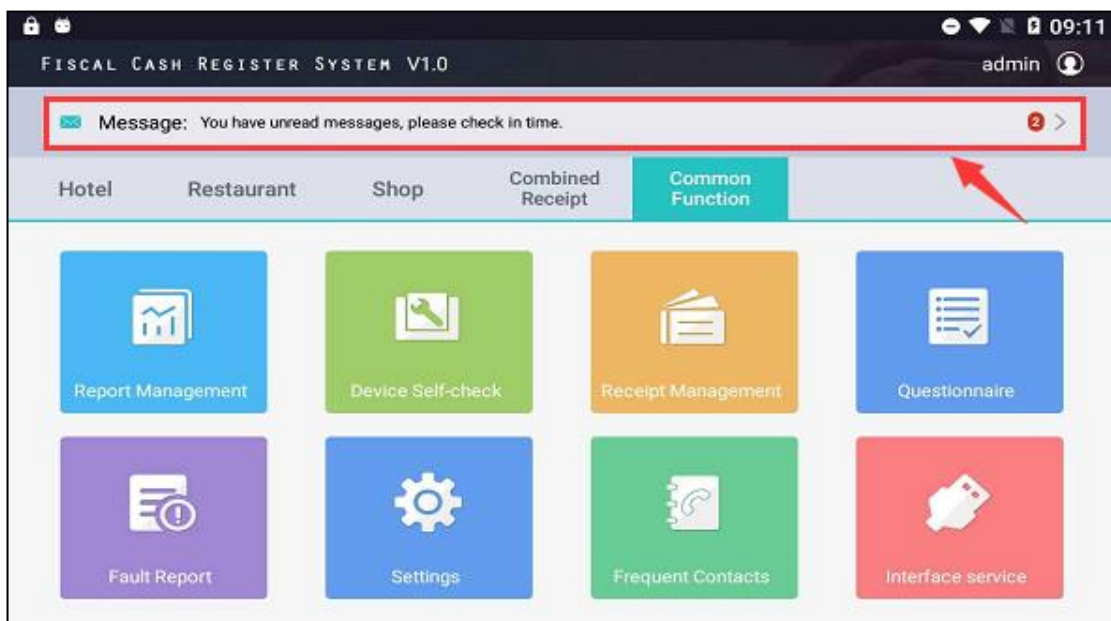 09:11
FISCAL CASH REGISTER SYSTEM V1.0
admin
Message: You have unread messages, please check in time.
2
Hotel
Restaurant
Shop
Combined
Receipt
Common
Function
Report Management
Device Self-check
Receipt Management
Questionnaire
Fault Report
Settings
Frequent Contacts
Interface service